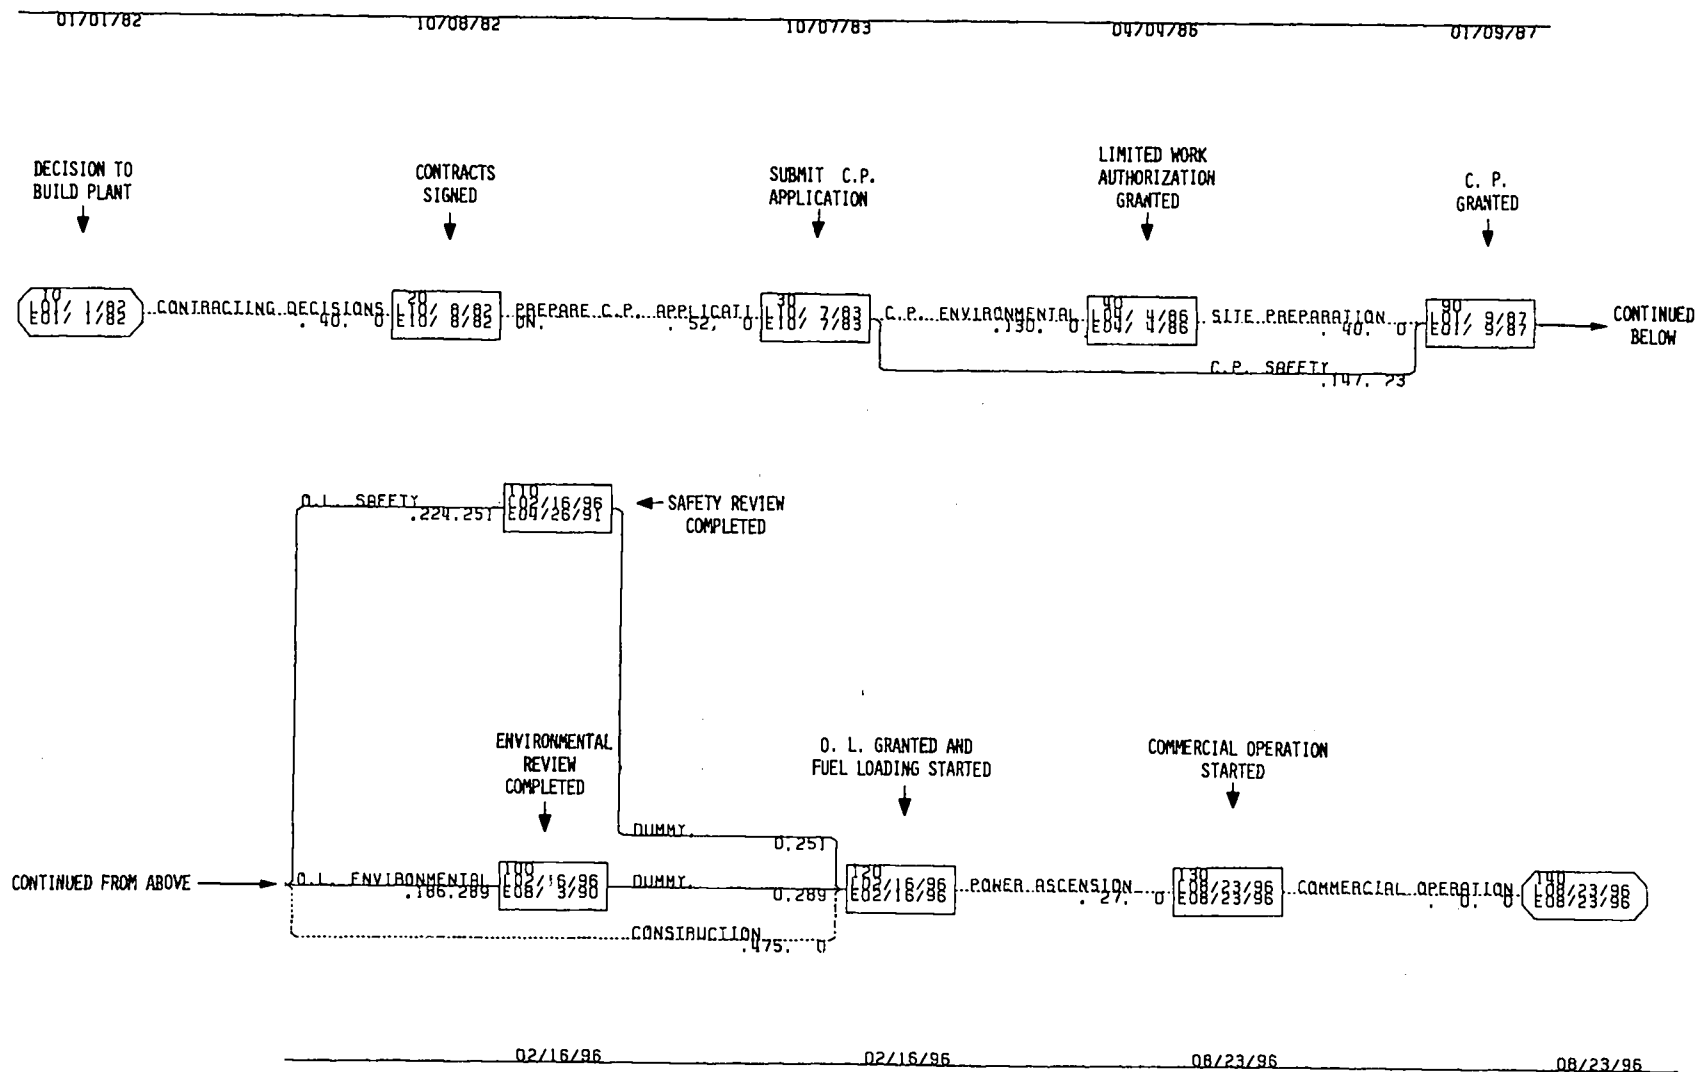 01/01/82 10/08/82 10/07/83 04/04/86 01/09/87
DECISION TO
BUILD PLANT
CONTRACTS
SIGNED
SUBMIT C.P.
APPLICATION
LIMITED WORK
AUTHORIZATION
GRANTED
C. P.
GRANTED
10
L01/ 1/82
E01/ 1/82
CONTRACTING DECISIONS
. 40. 0
20
L10/ 8/82
E10/ 8/82
PREPARE C.P. APPLICATI
ON. . 52, 0
30
L10/ 7/83
E10/ 7/83
C.P. ENVIRONMENTAL
.130. 0
40
L04/ 4/86
E04/ 4/86
SITE PREPARATION
. 40. 0
90
L01/ 9/87
E01/ 9/87
CONTINUED
BELOW
C.P. SAFETY
.147. 23
O.L. SAFETY
.224.251
110
L02/16/96
E04/26/91
SAFETY REVIEW
COMPLETED
ENVIRONMENTAL
REVIEW
COMPLETED
O. L. GRANTED AND
FUEL LOADING STARTED
COMMERCIAL OPERATION
STARTED
DUMMY.
0.251
CONTINUED FROM ABOVE
O.L. ENVIRONMENTAL
.186.289
100
L02/16/96
E08/ 3/90
DUMMY.
0.289
120
L02/16/96
E02/16/96
POWER ASCENSION
. 27. 0
130
L08/23/96
E08/23/96
COMMERCIAL OPERATION
. 0. 0
140
L08/23/96
E08/23/96
CONSTRUCTION
.475. 0
02/16/96 02/16/96 08/23/96 08/23/96